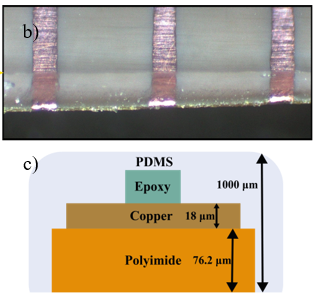 b)
c)
PDMS
1000 μm
Epoxy
Copper 18 μm
Polyimide 76.2 μm